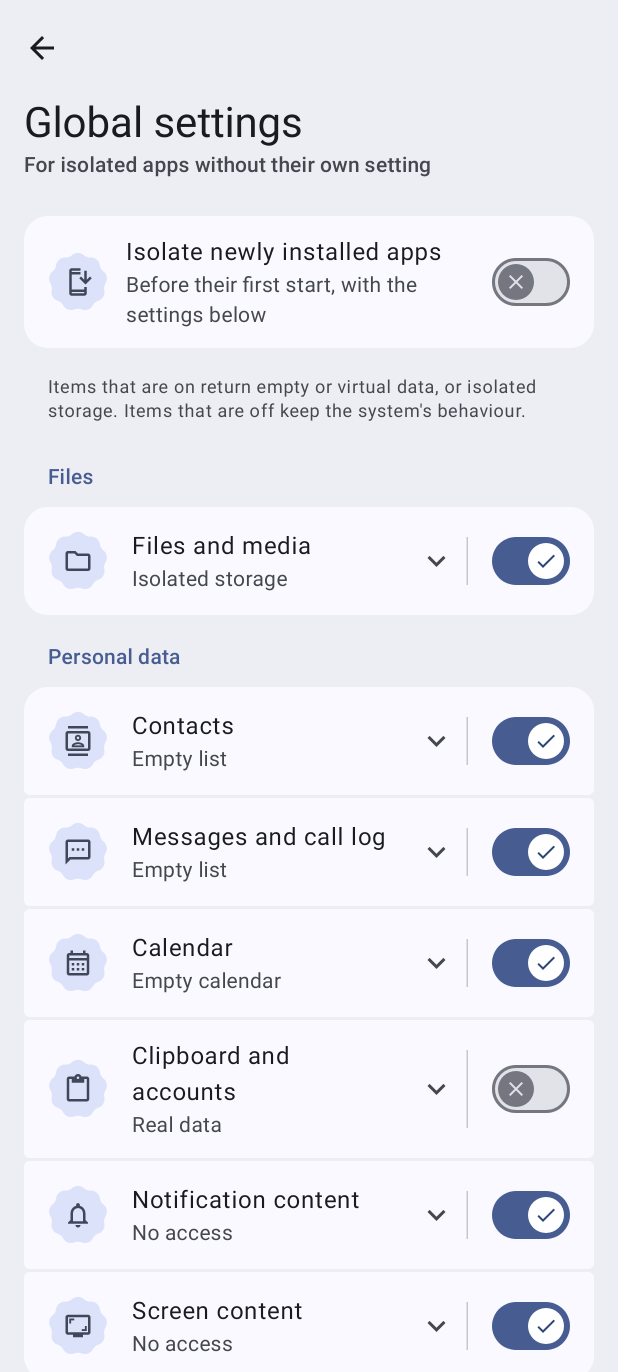 Global settings
For isolated apps without their own setting
Isolate newly installed apps
Before their first start, with the
settings below
Items that are on return empty or virtual data, or isolated
storage. Items that are off keep the system's behaviour.
Files
Files and media
Isolated storage
Personal data
Contacts
Empty list
Messages and call log
Empty list
Calendar
Empty calendar
Clipboard and
accounts
Real data
Notification content
No access
Screen content
No access